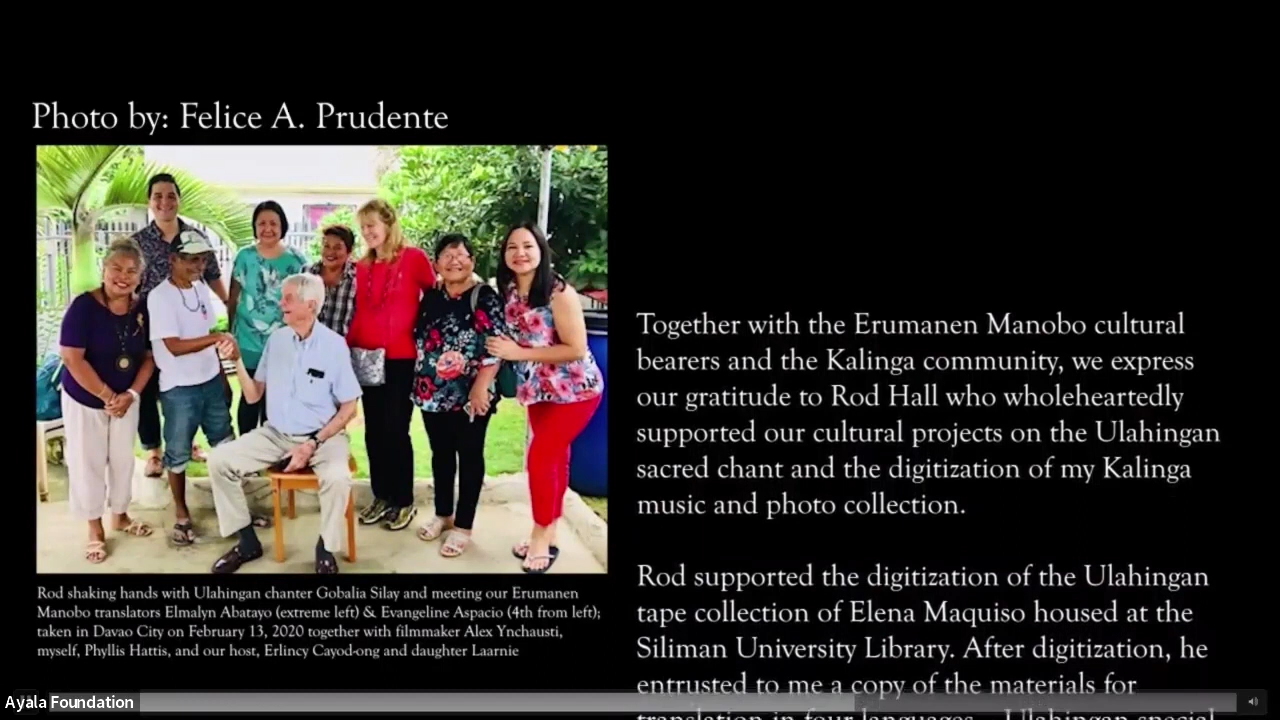 Photo by: Felice A. Prudente
Rod shaking hands with Ulahingan chanter Gobalia Silay and meeting our Erumanen
Manobo translators Elmalyn Abatayo (extreme left) & Evangeline Aspacio (4th from left);
taken in Davao City on February 13, 2020 together with filmmaker Alex Ynchausti,
myself, Phyllis Hattis, and our host, Erlincy Cayod-ong and daughter Laarnie
Together with the Erumanen Manobo cultural
bearers and the Kalinga community, we express
our gratitude to Rod Hall who wholeheartedly
supported our cultural projects on the Ulahingan
sacred chant and the digitization of my Kalinga
music and photo collection.
Rod supported the digitization of the Ulahingan
tape collection of Elena Maquiso housed at the
Siliman University Library. After digitization, he
entrusted to me a copy of the materials for
translation in four languages
Ulahingan special
Ayala Foundation